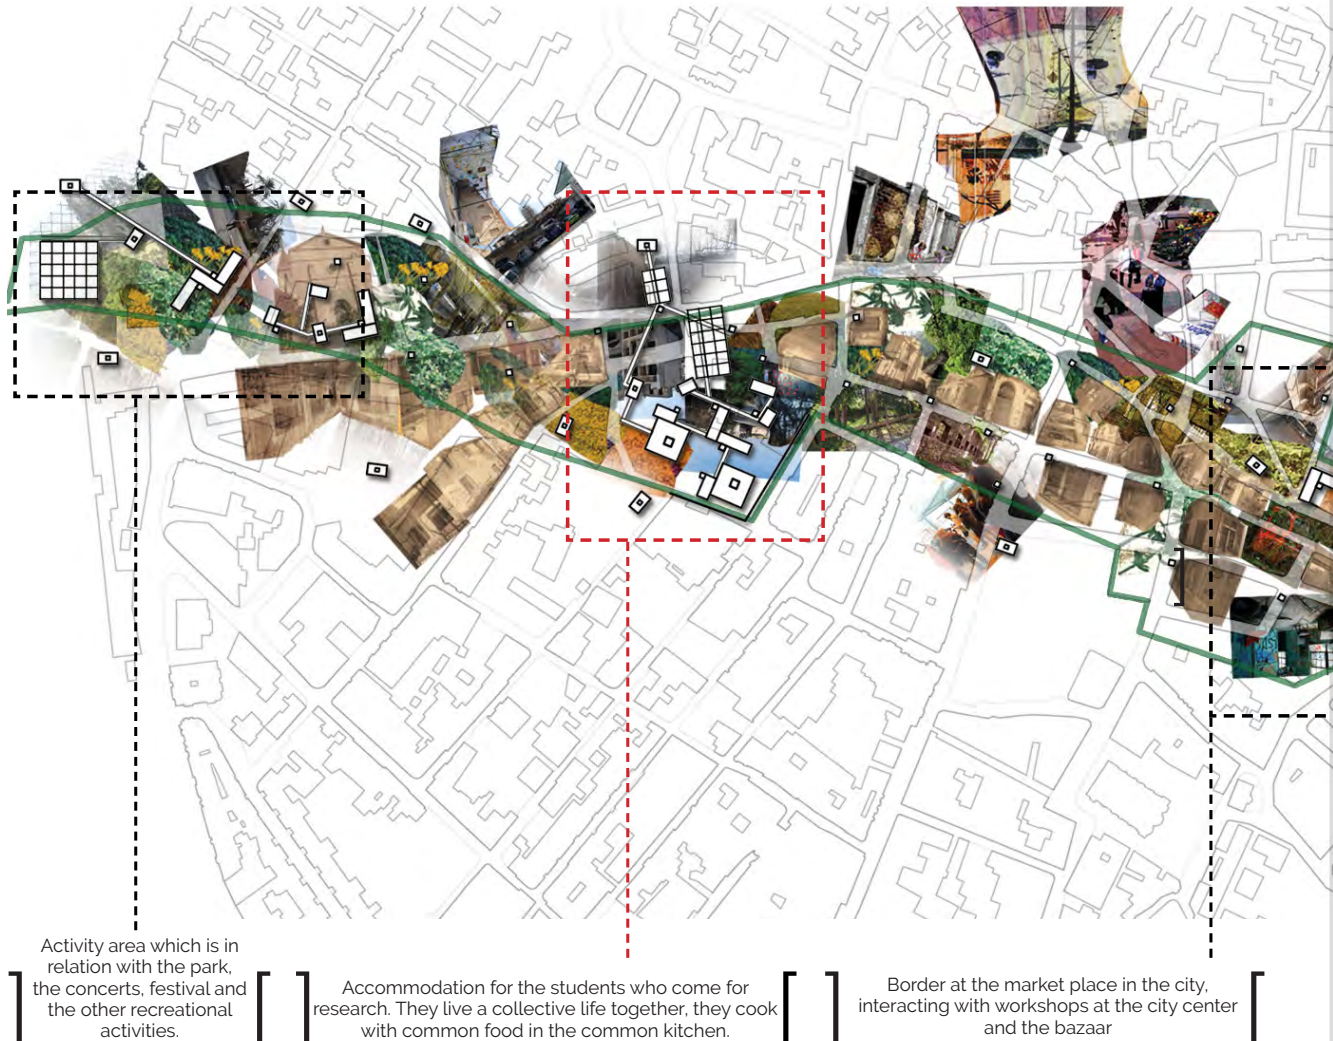 Activity area which is in
relation with the park,
the concerts, festival and
the other recreational
activities.
Accommodation for the students who come for
research. They live a collective life together, they cook
with common food in the common kitchen.
Border at the market place in the city,
interacting with workshops at the city center
and the bazaar